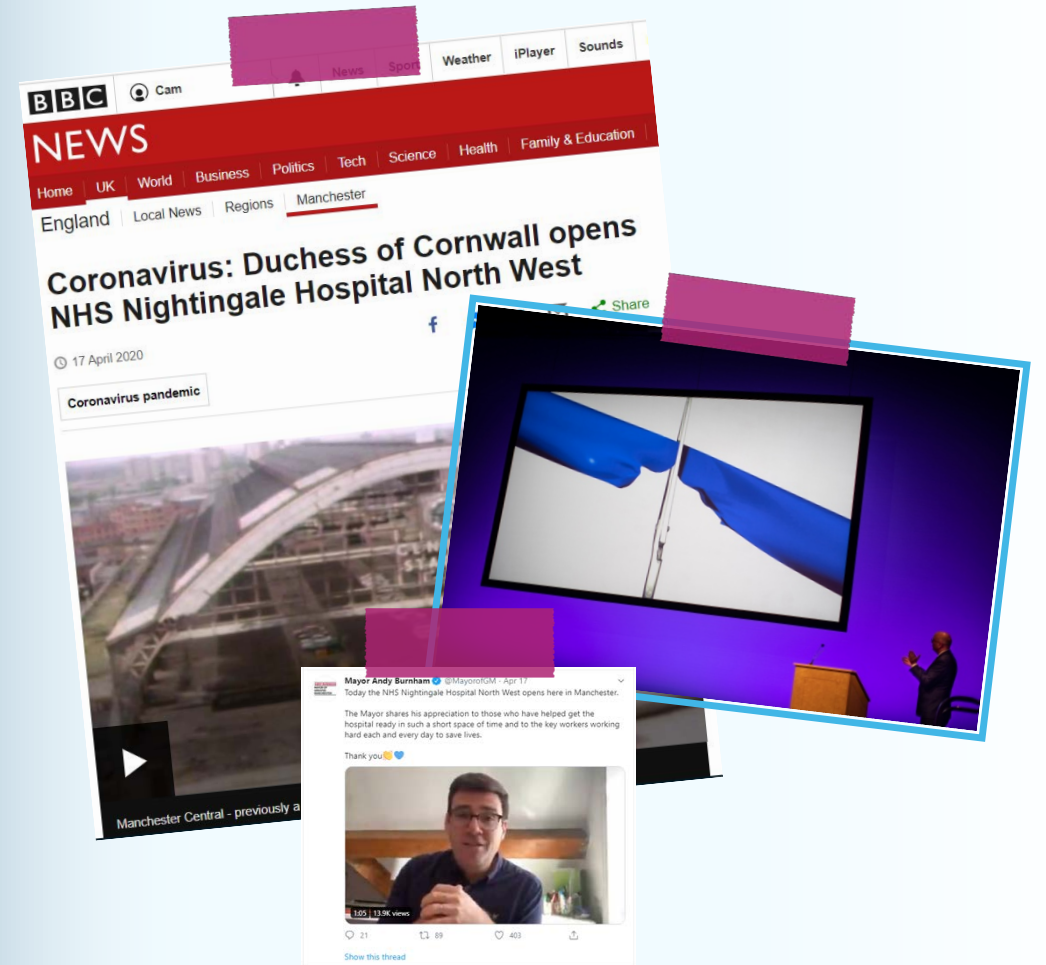 BBC
Cam
News
Sport
Weather
iPlayer
Sounds
NEWS
Home
UK
World
Business
Politics
Tech
Science
Health
Family & Education
England
Local News
Regions
Manchester
Coronavirus: Duchess of Cornwall opens
NHS Nightingale Hospital North West
17 April 2020
Share
Coronavirus pandemic
Manchester Central - previously a
Mayor Andy Burnham @MayorofGM - Apr 17
Today the NHS Nightingale Hospital North West opens here in Manchester.
The Mayor shares his appreciation to those who have helped get the
hospital ready in such a short space of time and to the key workers working
hard each and every day to save lives.
Thank you👏💙
1:05 13.9K views
21
89
403
Show this thread